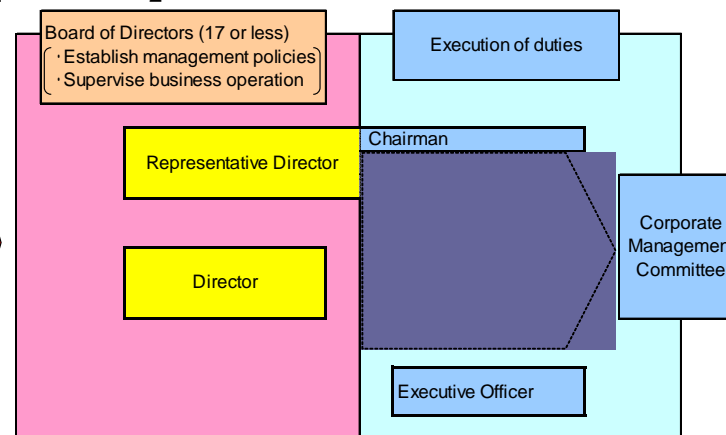 Board of Directors (17 or less)
·Establish management policies
·Supervise business operation
Execution of duties
Chairman
Representative Director
Corporate
Managemen
Committee
Director
Executive Officer